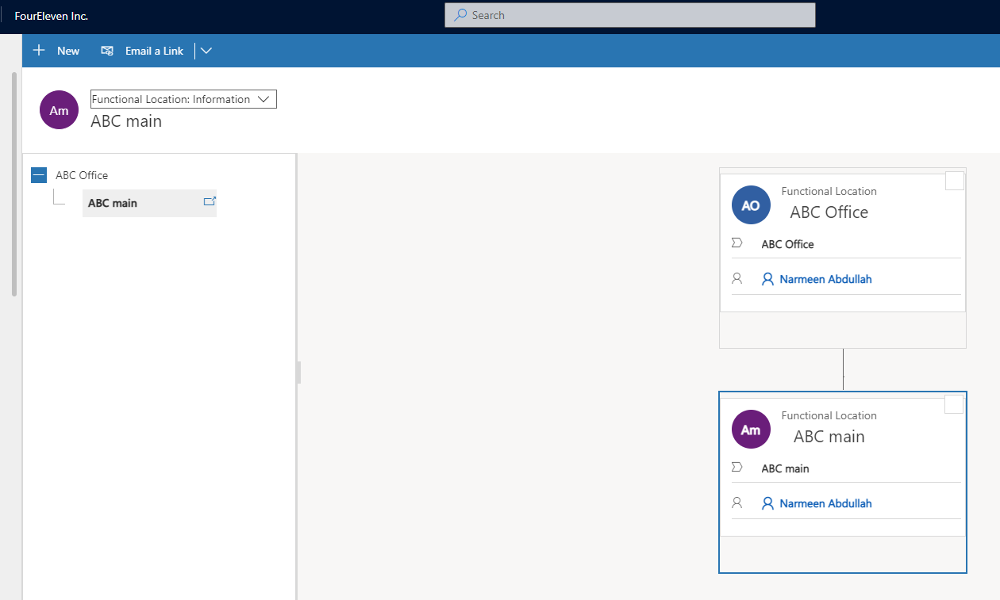 FourEleven Inc.
Search
New
Email a Link
Am
Functional Location: Information
ABC main
ABC Office
ABC main
AO
Functional Location
ABC Office
ABC Office
Narmeen Abdullah
Am
Functional Location
ABC main
ABC main
Narmeen Abdullah